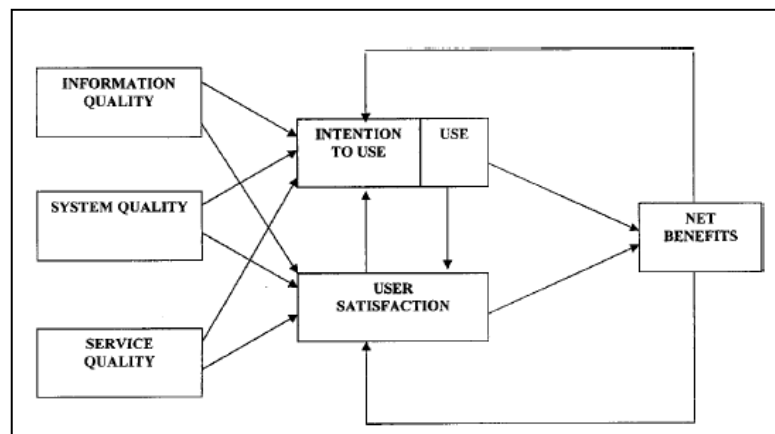 INFORMATION
QUALITY
INTENTION
TO USE
USE
SYSTEM QUALITY
NET
BENEFITS
USER
SATISFACTION
SERVICE
QUALITY